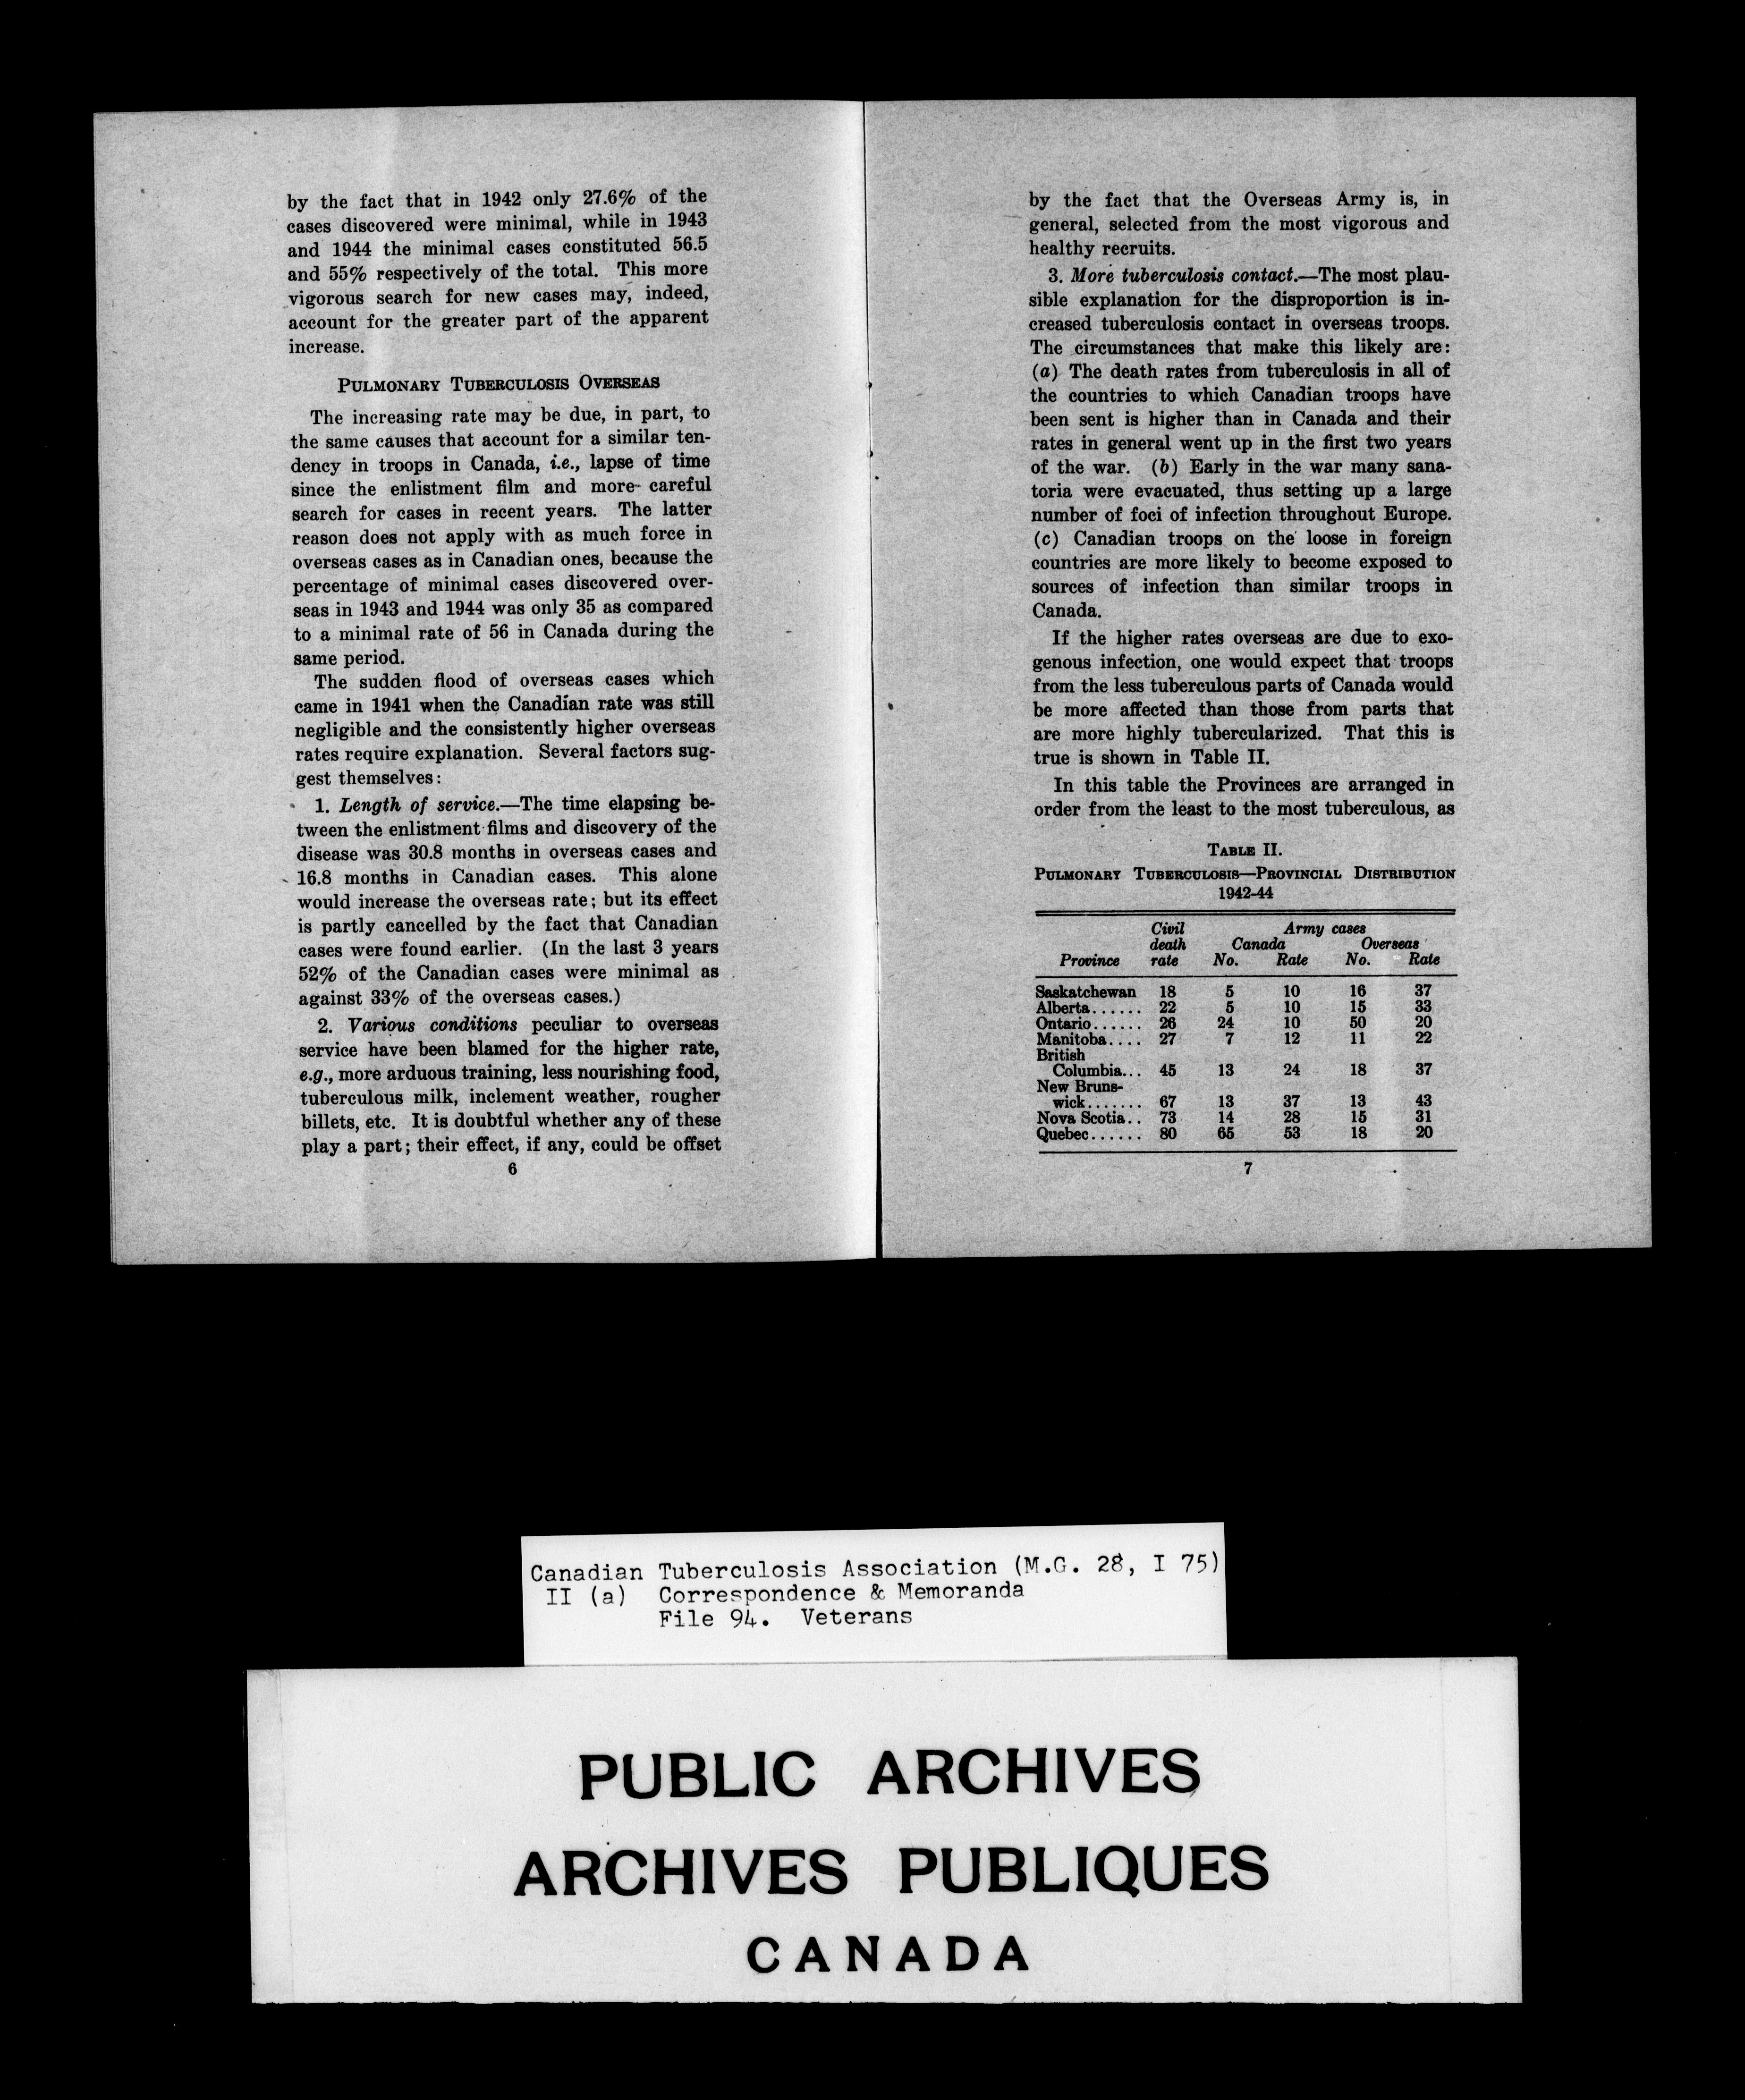 by the fact that in 1942 only 27.6% of the
cases discovered were minimal, while in 1943
and 1944 the minimal cases constituted 56.5
and 55% respectively of the total. This more
vigorous search for new cases may, indeed,
account for the greater part of the apparent
increase.
PULMONARY TUBERCULOSIS OVERSEAS
The increasing rate may be due, in part, to
the same causes that account for a similar ten-
dency in troops in Canada, i.e., lapse of time
since the enlistment film and more careful
search for cases in recent years. The latter
reason does not apply with as much force in
overseas cases as in Canadian ones, because the
percentage of minimal cases discovered over-
seas in 1943 and 1944 was only 35 as compared
to a minimal rate of 56 in Canada during the
same period.
The sudden flood of overseas cases which
came in 1941 when the Canadian rate was still
negligible and the consistently higher overseas
rates require explanation. Several factors sug-
gest themselves:
1. Length of service.—The time elapsing be-
tween the enlistment films and discovery of the
disease was 30.8 months in overseas cases and
16.8 months in Canadian cases. This alone
would increase the overseas rate; but its effect
is partly cancelled by the fact that Canadian
cases were found earlier. (In the last 3 years
52% of the Canadian cases were minimal as
against 33% of the overseas cases.)
2. Various conditions peculiar to overseas
service have been blamed for the higher rate,
e.g., more arduous training, less nourishing food,
tuberculous milk, inclement weather, rougher
billets, etc. It is doubtful whether any of these
play a part; their effect, if any, could be offset
6
by the fact that the Overseas Army is, in
general, selected from the most vigorous and
healthy recruits.
3. More tuberculosis contact.—The most plau-
sible explanation for the disproportion is in-
creased tuberculosis contact in overseas troops.
The circumstances that make this likely are:
(a) The death rates from tuberculosis in all of
the countries to which Canadian troops have
been sent is higher than in Canada and their
rates in general went up in the first two years
of the war. (b) Early in the war many sana-
toria were evacuated, thus setting up a large
number of foci of infection throughout Europe.
(c) Canadian troops on the loose in foreign
countries are more likely to become exposed to
sources of infection than similar troops in
Canada.
If the higher rates overseas are due to exo-
genous infection, one would expect that troops
from the less tuberculous parts of Canada would
be more affected than those from parts that
are more highly tubercularized. That this is
true is shown in Table II.
In this table the Provinces are arranged in
order from the least to the most tuberculous, as
TABLE II.
PULMONARY TUBERCULOSIS—PROVINCIAL DISTRIBUTION
1942-44
Civil Army cases
death Canada Overseas
Province rate No. Rate No. Rate
Saskatchewan 18 5 10 16 37
Alberta...... 22 5 10 15 33
Ontario...... 26 24 10 50 20
Manitoba.... 27 7 12 11 22
British
Columbia... 45 13 24 18 37
New Bruns-
wick....... 67 13 37 13 43
Nova Scotia.. 73 14 28 15 31
Quebec...... 80 65 53 18 20
7
Canadian Tuberculosis Association (M.G. 28, I 75)
II (a) Correspondence & Memoranda
File 94. Veterans
PUBLIC ARCHIVES
ARCHIVES PUBLIQUES
CANADA